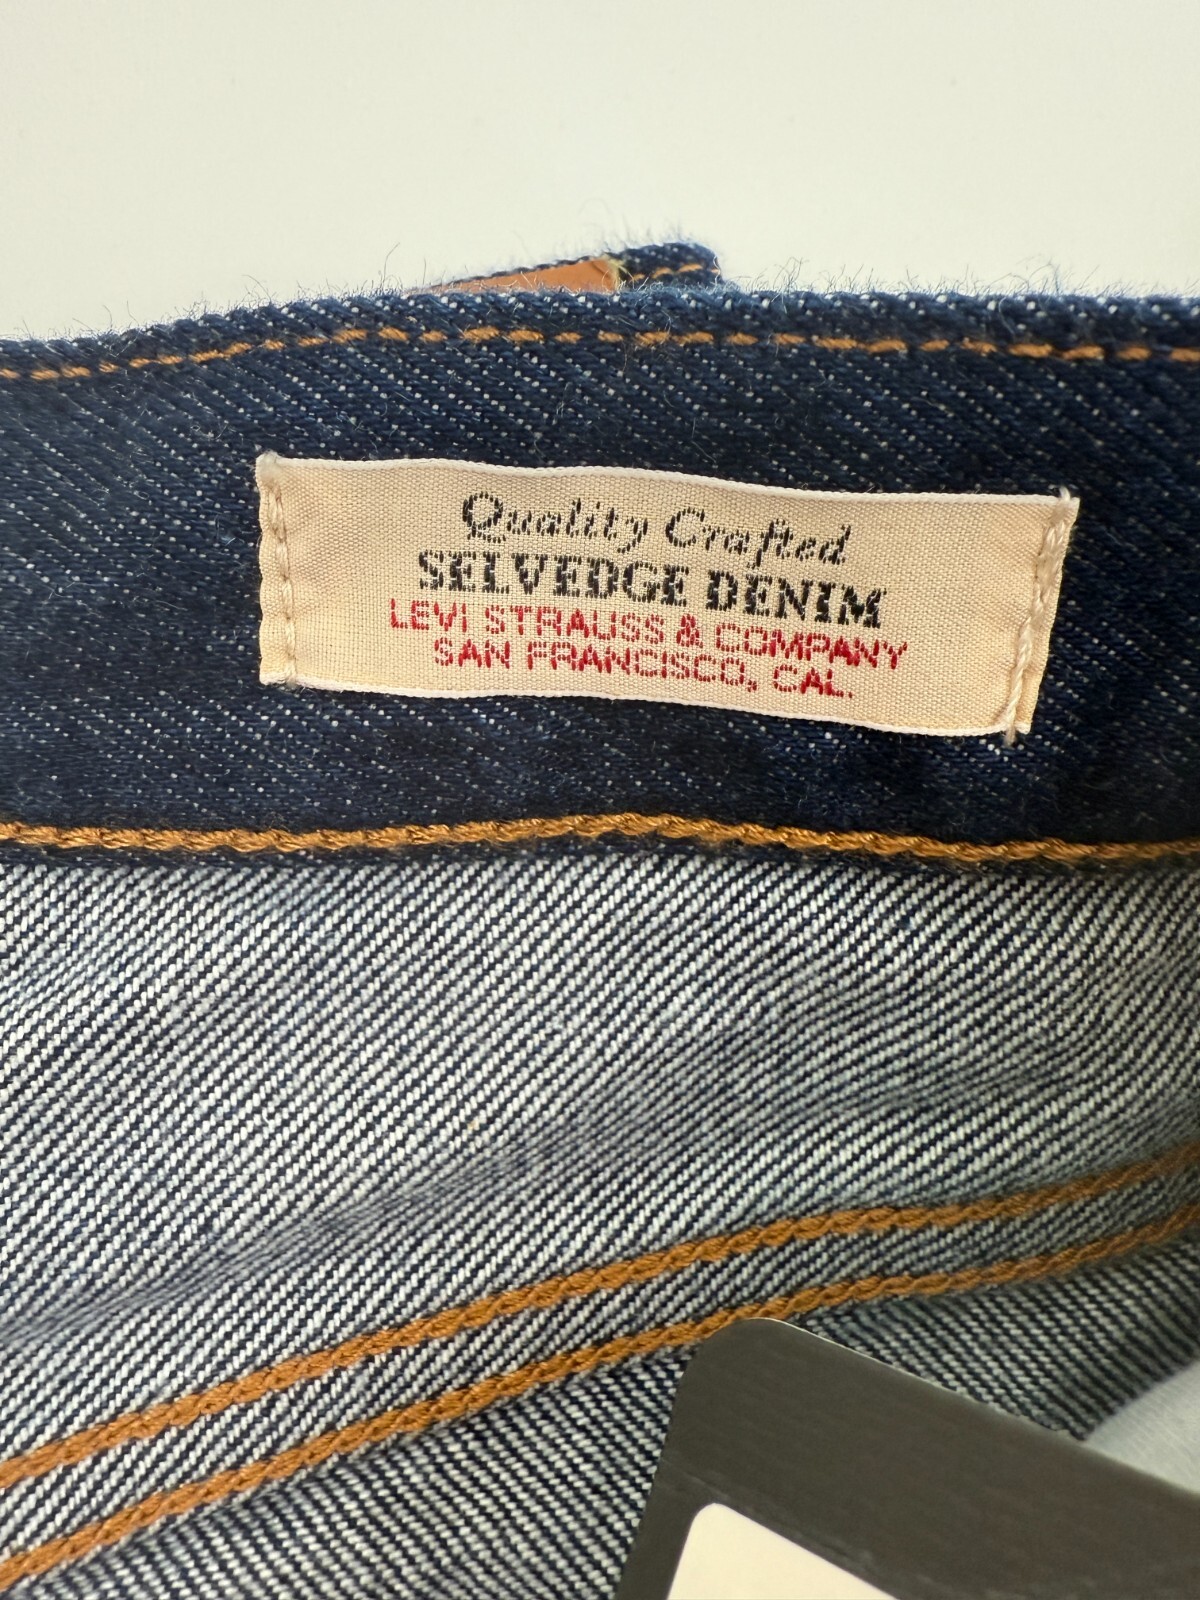 Quality Crafted
SELVEDGE DENIM
LEVI STRAUSS & COMPANY
SAN FRANCISCO, CAL.